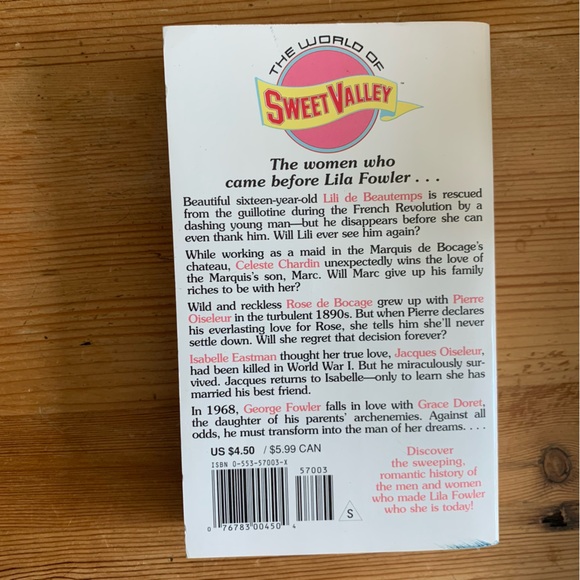 THE WORLD OF
SWEET VALLEY™
The women who
came before Lila Fowler . . .
Beautiful sixteen-year-old Lili de Beautemps is rescued
from the guillotine during the French Revolution by a
dashing young man—but he disappears before she can
even thank him. Will Lili ever see him again?
While working as a maid in the Marquis de Bocage's
chateau, Celeste Chardin unexpectedly wins the love of
the Marquis's son, Marc. Will Marc give up his family
riches to be with her?
Wild and reckless Rose de Bocage grew up with Pierre
Oiseleur in the turbulent 1890s. But when Pierre declares
his everlasting love for Rose, she tells him she'll never
settle down. Will she regret that decision forever?
Isabelle Eastman thought her true love, Jacques Oiseleur,
had been killed in World War I. But he miraculously sur-
vived. Jacques returns to Isabelle—only to learn she has
married his best friend.
In 1968, George Fowler falls in love with Grace Doret,
the daughter of his parents' archenemies. Against all
odds, he must transform into the man of her dreams. . . .
US $4.50 / $5.99 CAN
ISBN 0-553-57003-X
57003
0 76783 00450 4
S
Discover
the sweeping,
romantic history of
the men and women
who made Lila Fowler
who she is today!